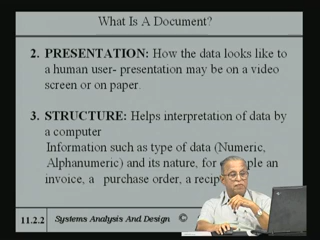 What Is A Document?
2. PRESENTATION: How the data looks like to
a human user- presentation may be on a video
screen or on paper.
3. STRUCTURE: Helps interpretation of data by
a computer
Information such as type of data (Numeric,
Alphanumeric) and its nature, for
invoice, a purchase order, a
11.2.2 Systems Analysis And Design ©